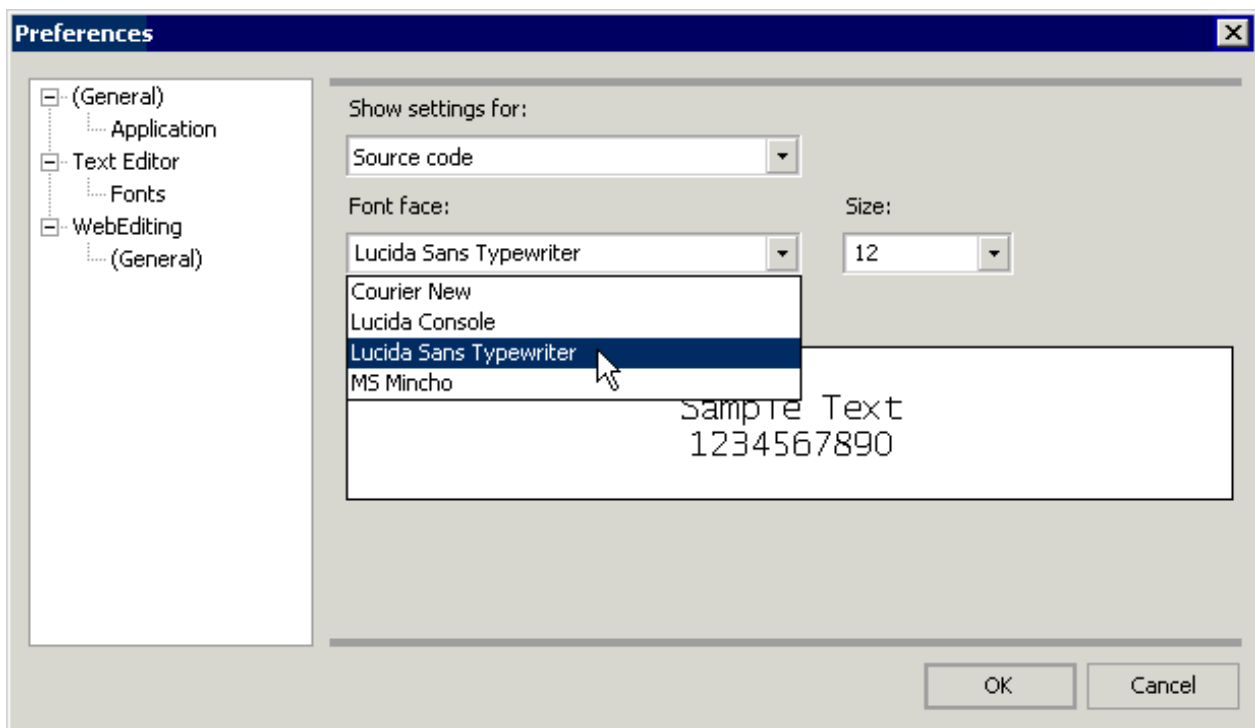 Preferences
(General)
Application
Text Editor
Fonts
WebEditing
(General)
Show settings for:
Source code
Font face:
Size:
Lucida Sans Typewriter
12
Courier New
Lucida Console
Lucida Sans Typewriter
MS Mincho
Sample Text
1234567890
OK
Cancel